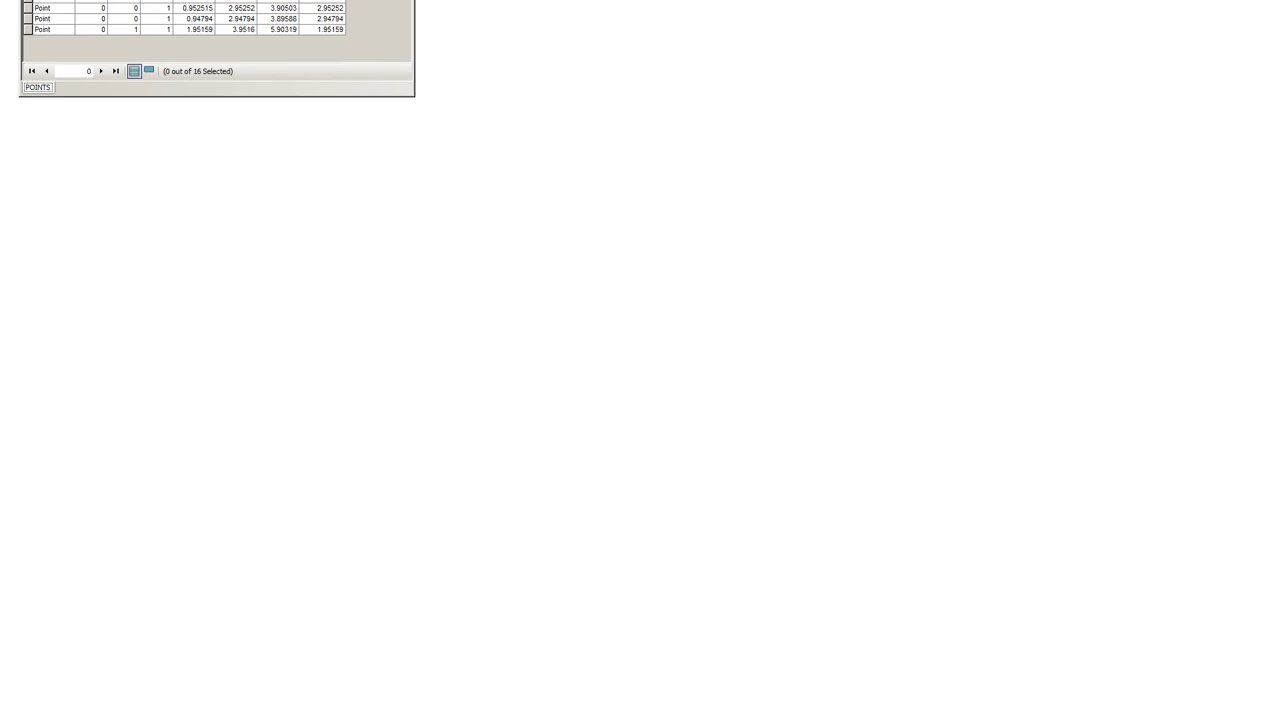 Point 0 0 1 0.952515 2.95252 3.90503 2.95252
Point 0 0 1 0.94794 2.94794 3.89588 2.94794
Point 0 1 1 1.95159 3.9516 5.90319 1.95159
0 (0 out of 16 Selected)
POINTS